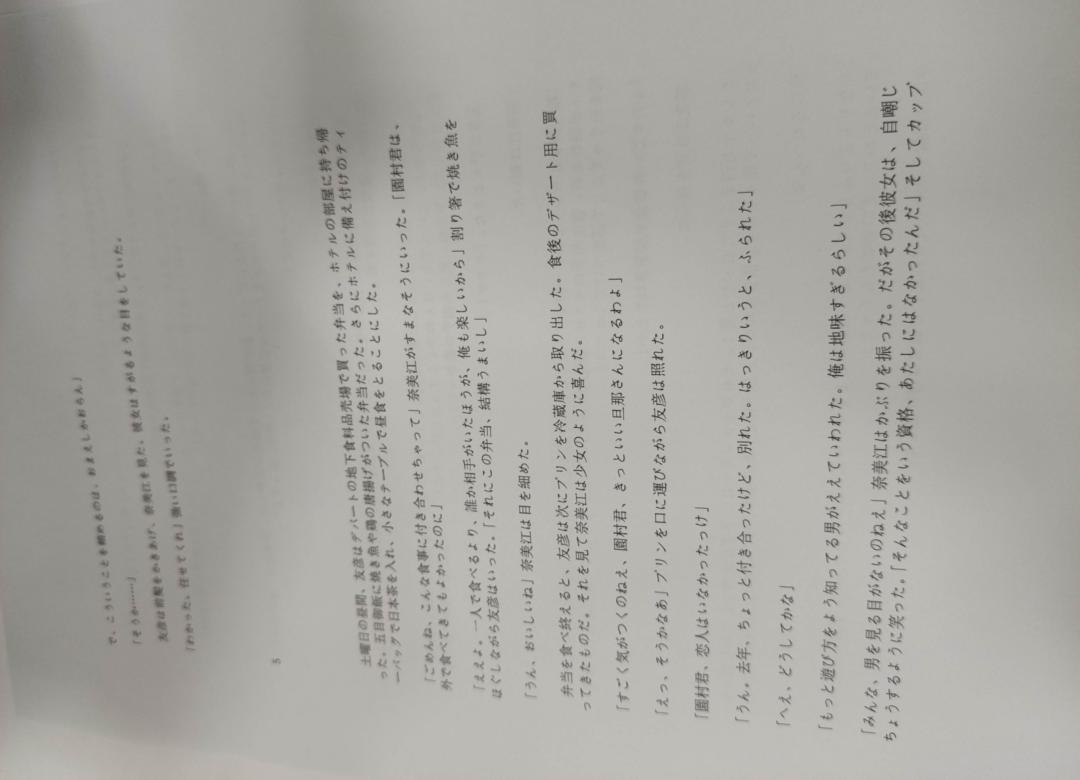 で、こういうことを頼めるのは、おまえしかおらん」
「そうか……」
友彦は前髪をかきあげ、奈美江を見た。彼女はすがるような目をしていた。
「わかった。任せてくれ」強い口調でいった。
5
土曜日の昼間、友彦はデパートの地下食料品売場で買った弁当を、ホテルの部屋に持ち帰
った。五目御飯に焼き魚や鶏の唐揚げがついた弁当だった。さらにホテルに備え付けのティ
ーバッグで日本茶を入れ、小さなテーブルで昼食をとることにした。
「ごめんね、こんな食事に付き合わせちゃって」奈美江がすまなそうにいった。「園村君は、
外で食べてきてもよかったのに」
「ええよ。一人で食べるより、誰か相手がいたほうが、俺も楽しいから」割り箸で焼き魚を
ほぐしながら友彦はいった。「それにこの弁当、結構うまいし」
「うん、おいしいね」奈美江は目を細めた。
弁当を食べ終えると、友彦は次にプリンを冷蔵庫から取り出した。食後のデザート用に買
ってきたものだ。それを見て奈美江は少女のように喜んだ。
「すごく気がつくのねえ、園村君、きっといい旦那さんになるわよ」
「えっ、そうかなあ」プリンを口に運びながら友彦は照れた。
「園村君、恋人はいなかったっけ」
「うん。去年、ちょっと付き合ったけど、別れた。はっきりいうと、ふられた」
「へえ、どうしてかな」
「もっと遊び方をよう知ってる男がええていわれた。俺は地味すぎるらしい」
「みんな、男を見る目がないのねえ」奈美江はかぶりを振った。だがその後彼女は、自嘲じ
ちょうするように笑った。「そんなことをいう資格、あたしにはなかったんだ」そしてカップ